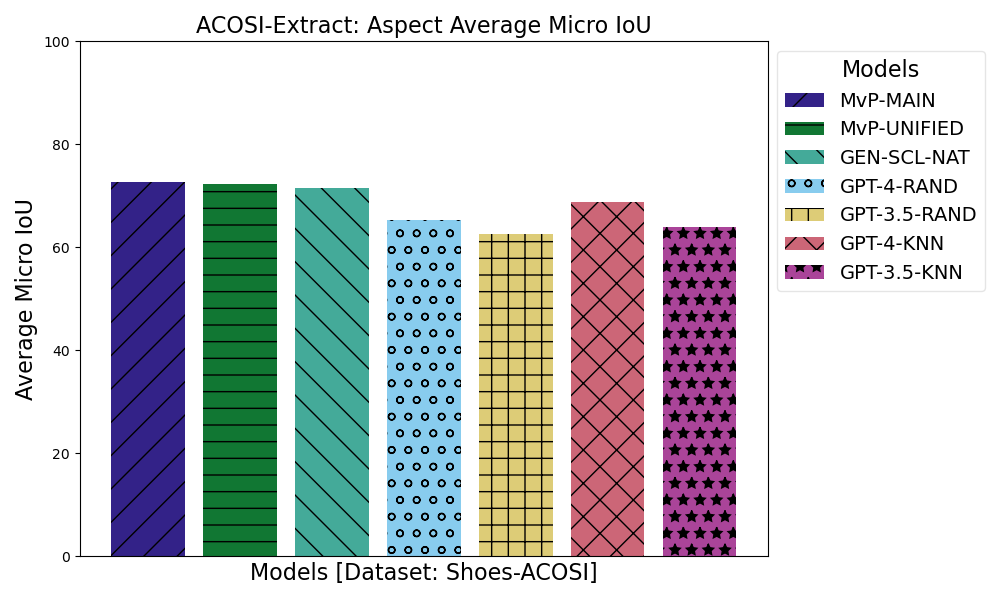 ACOSI-Extract: Aspect Average Micro IoU
Average Micro IoU
100
80
60
40
20
0
Models [Dataset: Shoes-ACOSI]
Models
MvP-MAIN
MvP-UNIFIED
GEN-SCL-NAT
GPT-4-RAND
GPT-3.5-RAND
GPT-4-KNN
GPT-3.5-KNN